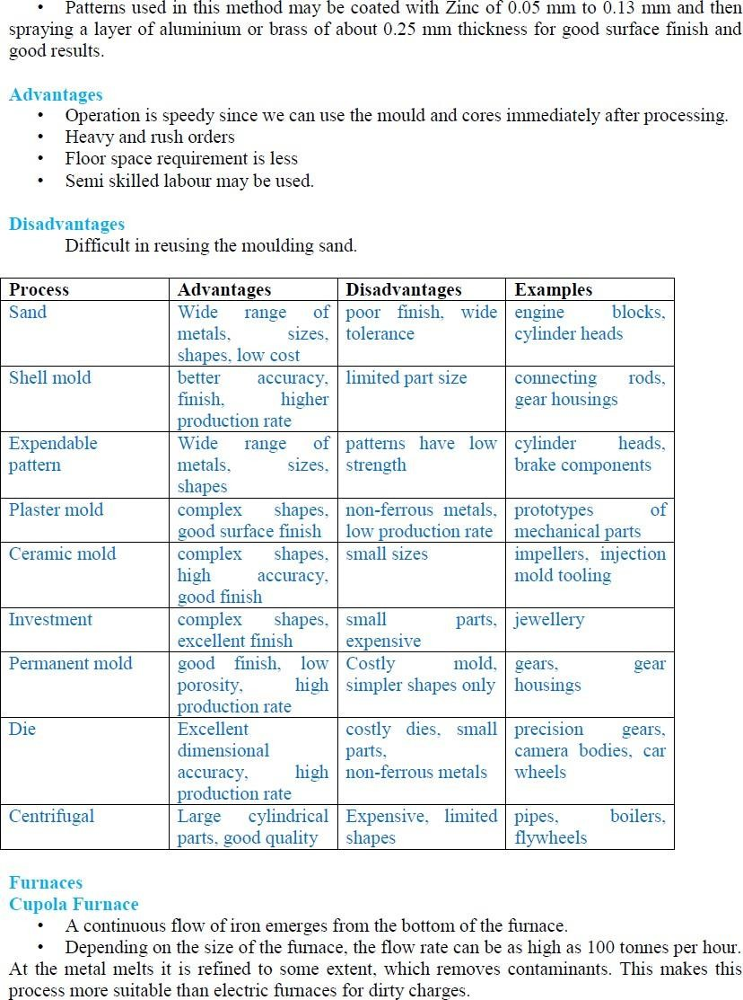 • Patterns used in this method may be coated with Zinc of 0.05 mm to 0.13 mm and then
spraying a layer of aluminium or brass of about 0.25 mm thickness for good surface finish and
good results.
Advantages
• Operation is speedy since we can use the mould and cores immediately after processing.
• Heavy and rush orders
• Floor space requirement is less
• Semi skilled labour may be used.
Disadvantages
Difficult in reusing the moulding sand.
Process Advantages Disadvantages Examples
Sand Wide range of poor finish, wide engine blocks,
metals, sizes, tolerance cylinder heads
shapes, low cost
Shell mold better accuracy, limited part size connecting rods,
finish, higher gear housings
production rate
Expendable Wide range of patterns have low cylinder heads,
pattern metals, sizes, strength brake components
shapes
Plaster mold complex shapes, non-ferrous metals, prototypes of
good surface finish low production rate mechanical parts
Ceramic mold complex shapes, small sizes impellers, injection
high accuracy, mold tooling
good finish
Investment complex shapes, small parts, jewellery
excellent finish expensive
Permanent mold good finish, low Costly mold, gears, gear
porosity, high simpler shapes only housings
production rate
Die Excellent costly dies, small precision gears,
dimensional parts, camera bodies, car
accuracy, high non-ferrous metals wheels
production rate
Centrifugal Large cylindrical Expensive, limited pipes, boilers,
parts, good quality shapes flywheels
Furnaces
Cupola Furnace
• A continuous flow of iron emerges from the bottom of the furnace.
• Depending on the size of the furnace, the flow rate can be as high as 100 tonnes per hour.
At the metal melts it is refined to some extent, which removes contaminants. This makes this
process more suitable than electric furnaces for dirty charges.